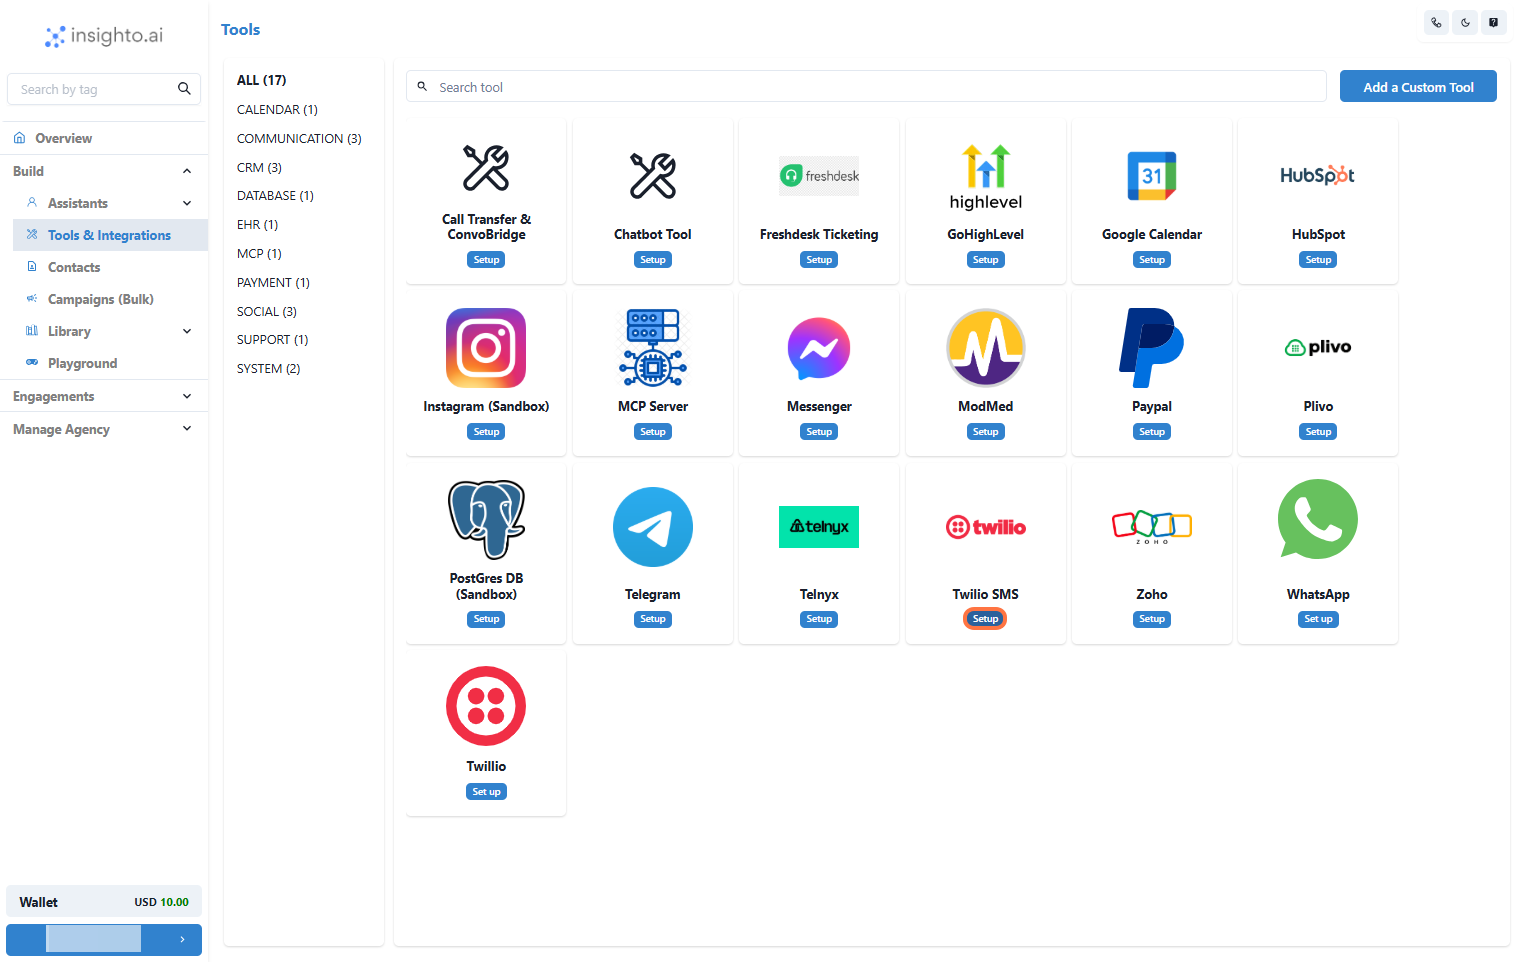 insighto.ai
Search by tag
Overview
Build
Assistants
Tools & Integrations
Contacts
Campaigns (Bulk)
Library
Playground
Engagements
Manage Agency
Wallet
USD 10.00
Tools
ALL (17)
CALENDAR (1)
COMMUNICATION (3)
CRM (3)
DATABASE (1)
EHR (1)
MCP (1)
PAYMENT (1)
SOCIAL (3)
SUPPORT (1)
SYSTEM (2)
Search tool
Add a Custom Tool
Call Transfer &
ConvoBridge
Setup
Chatbot Tool
Setup
freshdesk
Freshdesk Ticketing
Setup
highlevel
GoHighLevel
Setup
31
Google Calendar
Setup
HubSpot
HubSpot
Setup
Instagram (Sandbox)
Setup
MCP Server
Setup
Messenger
Setup
ModMed
Setup
Paypal
Setup
plivo
Plivo
Setup
PostGres DB
(Sandbox)
Setup
Telegram
Setup
telnyx
Telnyx
Setup
twilio
Twilio SMS
Setup
ZOHO
Zoho
Setup
WhatsApp
Set up
Twillio
Set up